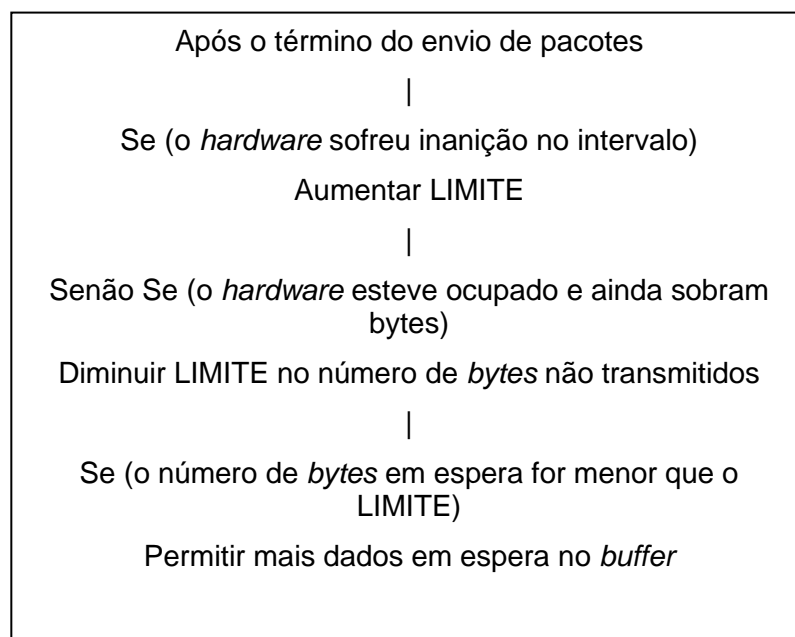 Após o término do envio de pacotes
|
Se (o hardware sofreu inanição no intervalo)
Aumentar LIMITE
|
Senão Se (o hardware esteve ocupado e ainda sobram
bytes)
Diminuir LIMITE no número de bytes não transmitidos
|
Se (o número de bytes em espera for menor que o
LIMITE)
Permitir mais dados em espera no buffer